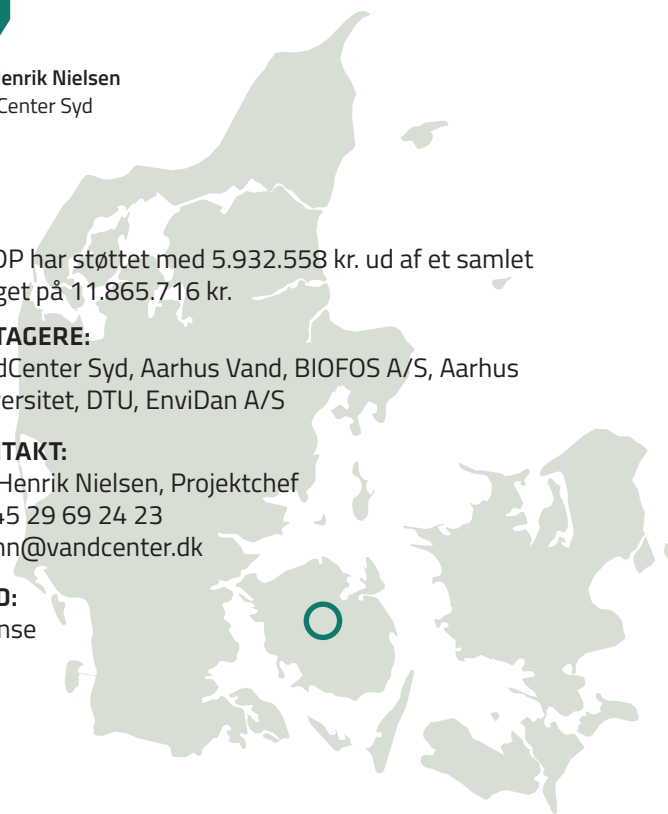 enrik Nielsen
Center Syd
DP har støttet med 5.932.558 kr. ud af et samlet
get på 11.865.716 kr.
TAGERE:
dCenter Syd, Aarhus Vand, BIOFOS A/S, Aarhus
ersitet, DTU, EnviDan A/S
TAKT:
Henrik Nielsen, Projektchef
45 29 69 24 23
nn@vandcenter.dk
D:
nse